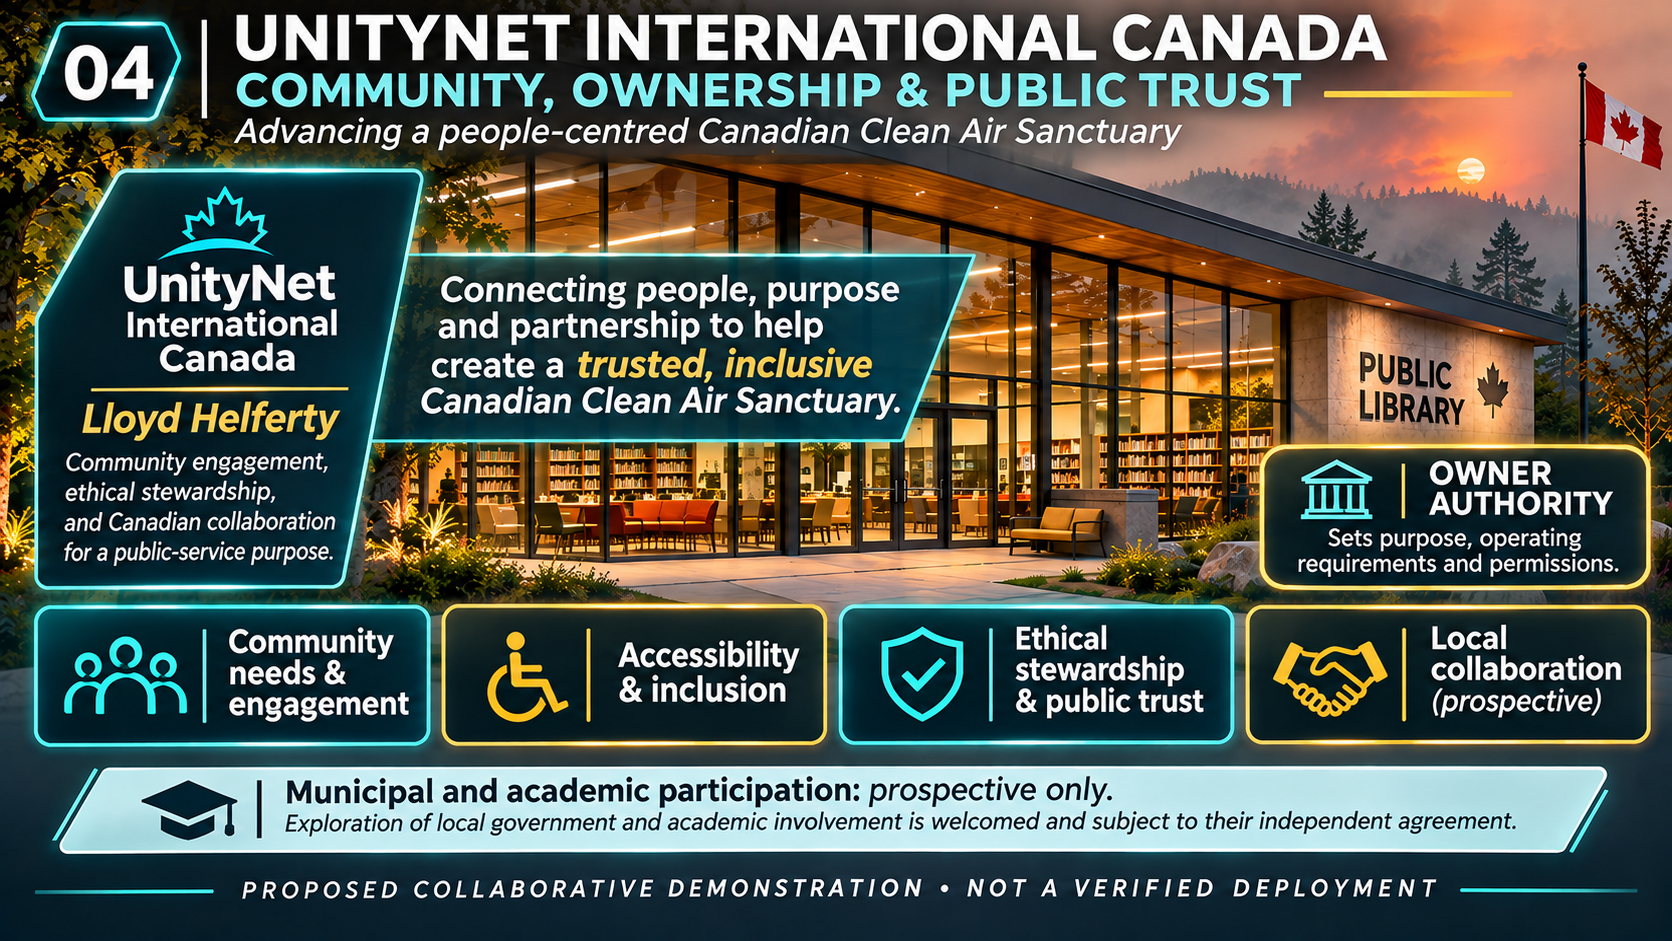 04
UNITYNET INTERNATIONAL CANADA
COMMUNITY, OWNERSHIP & PUBLIC TRUST
Advancing a people-centred Canadian Clean Air Sanctuary
UnityNet
International
Canada
Lloyd Helferty
Community engagement,
ethical stewardship,
and Canadian collaboration
for a public-service purpose.
Connecting people, purpose
and partnership to help
create a trusted, inclusive
Canadian Clean Air Sanctuary.
PUBLIC
LIBRARY
OWNER
AUTHORITY
Sets purpose, operating
requirements and permissions.
Community
needs &
engagement
Accessibility
& inclusion
Ethical
stewardship
& public trust
Local
collaboration
(prospective)
Municipal and academic participation: prospective only.
Exploration of local government and academic involvement is welcomed and subject to their independent agreement.
PROPOSED COLLABORATIVE DEMONSTRATION • NOT A VERIFIED DEPLOYMENT